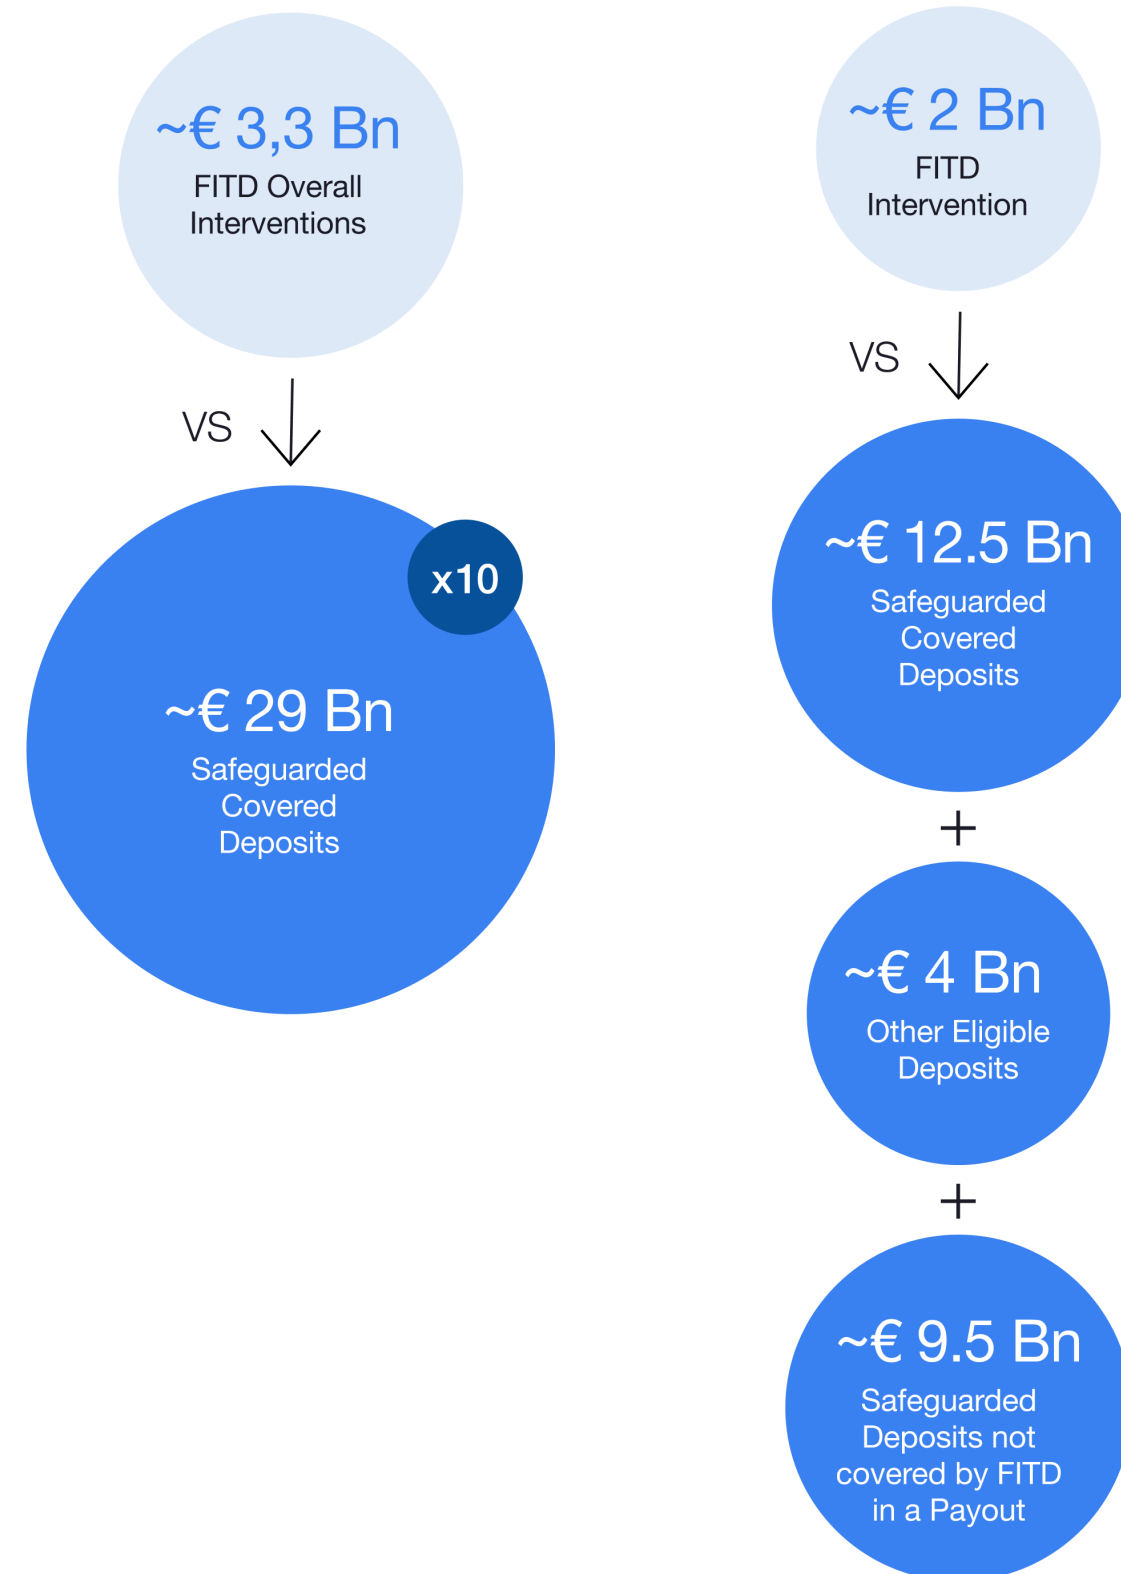 ~€ 3,3 Bn
FITD Overall
Interventions
VS
x10
~€ 29 Bn
Safeguarded
Covered
Deposits
~€ 2 Bn
FITD
Intervention
VS
~€ 12.5 Bn
Safeguarded
Covered
Deposits
+
~€ 4 Bn
Other Eligible
Deposits
+
~€ 9.5 Bn
Safeguarded
Deposits not
covered by FITD
in a Payout